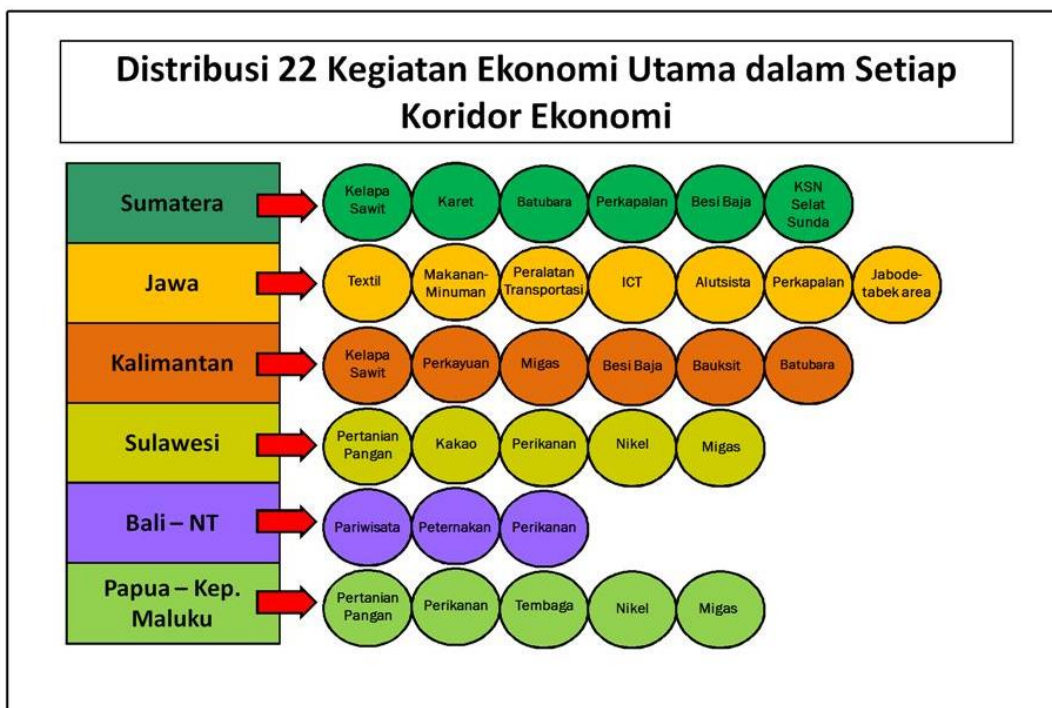 Distribusi 22 Kegiatan Ekonomi Utama dalam Setiap
Koridor Ekonomi
Sumatera
Kelapa
Sawit
Karet
Batubara
Perkapalan
Besi Baja
KSN
Selat
Sunda
Jawa
Textil
Makanan-
Minuman
Peralatan
Transportasi
ICT
Alutsista
Perkapalan
Jabode-
tabek area
Kalimantan
Kelapa
Sawit
Perkayuan
Migas
Besi Baja
Bauksit
Batubara
Sulawesi
Pertanian
Pangan
Kakao
Perikanan
Nikel
Migas
Bali – NT
Pariwisata
Peternakan
Perikanan
Papua – Kep.
Maluku
Pertanian
Pangan
Perikanan
Tembaga
Nikel
Migas